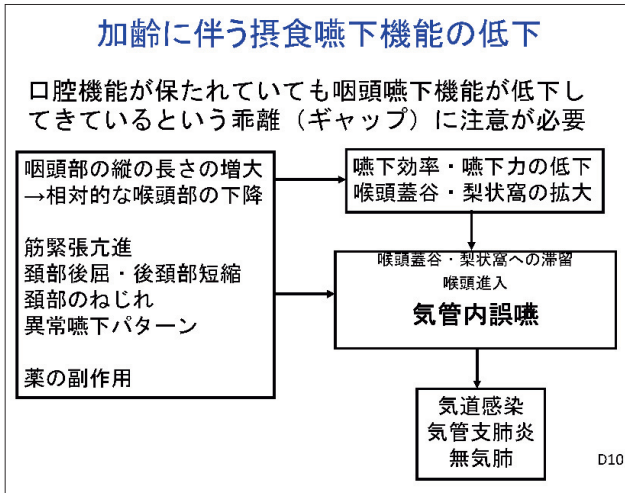 加齢に伴う摂食嚥下機能の低下
口腔機能が保たれていても咽頭嚥下機能が低下し
てきているという乖離（ギャップ）に注意が必要
咽頭部の縦の長さの増大
→相対的な喉頭部の下降
筋緊張亢進
頚部後屈・後頚部短縮
頚部のねじれ
異常嚥下パターン
薬の副作用
嚥下効率・嚥下力の低下
喉頭蓋谷・梨状窩の拡大
喉頭蓋谷・梨状窩への滞留
喉頭進入
気管内誤嚥
気道感染
気管支肺炎
無気肺
D10